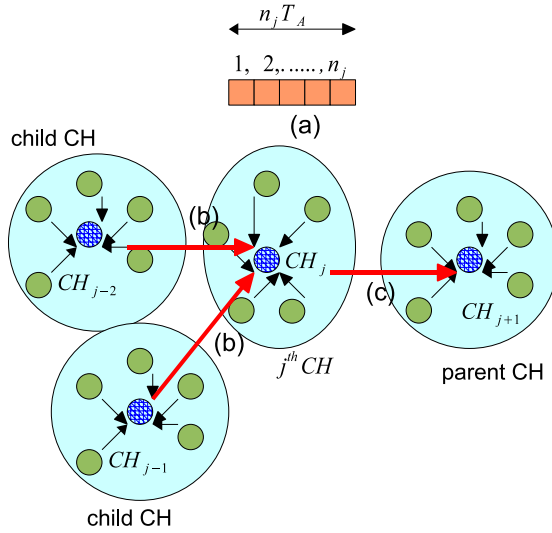 n_j T_A
1, 2,....., n_j
(a)
child CH
(b)
CH_{j-2}
CH_j
(c)
CH_{j+1}
(b)
j^{th} CH
parent CH
CH_{j-1}
child CH